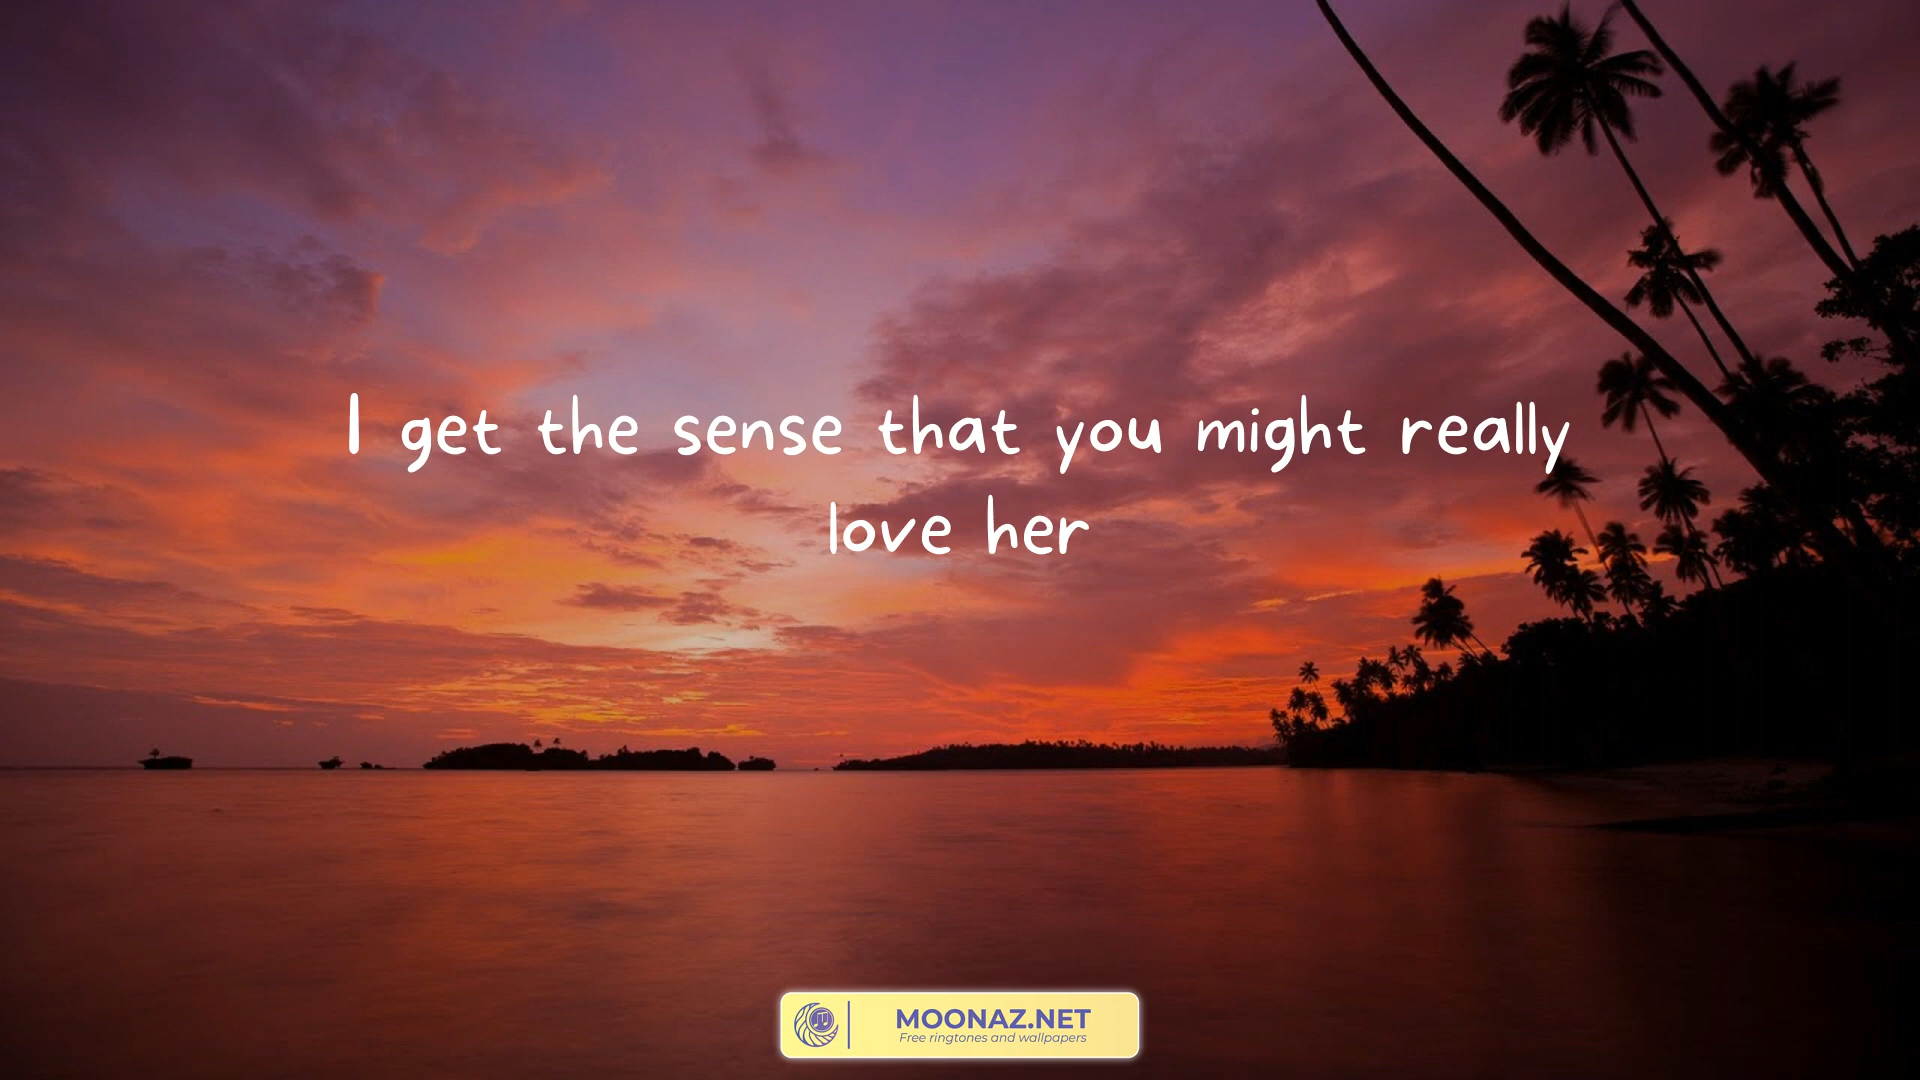 I get the sense that you might really
love her
MOONAZ.NET
Free ringtones and wallpapers